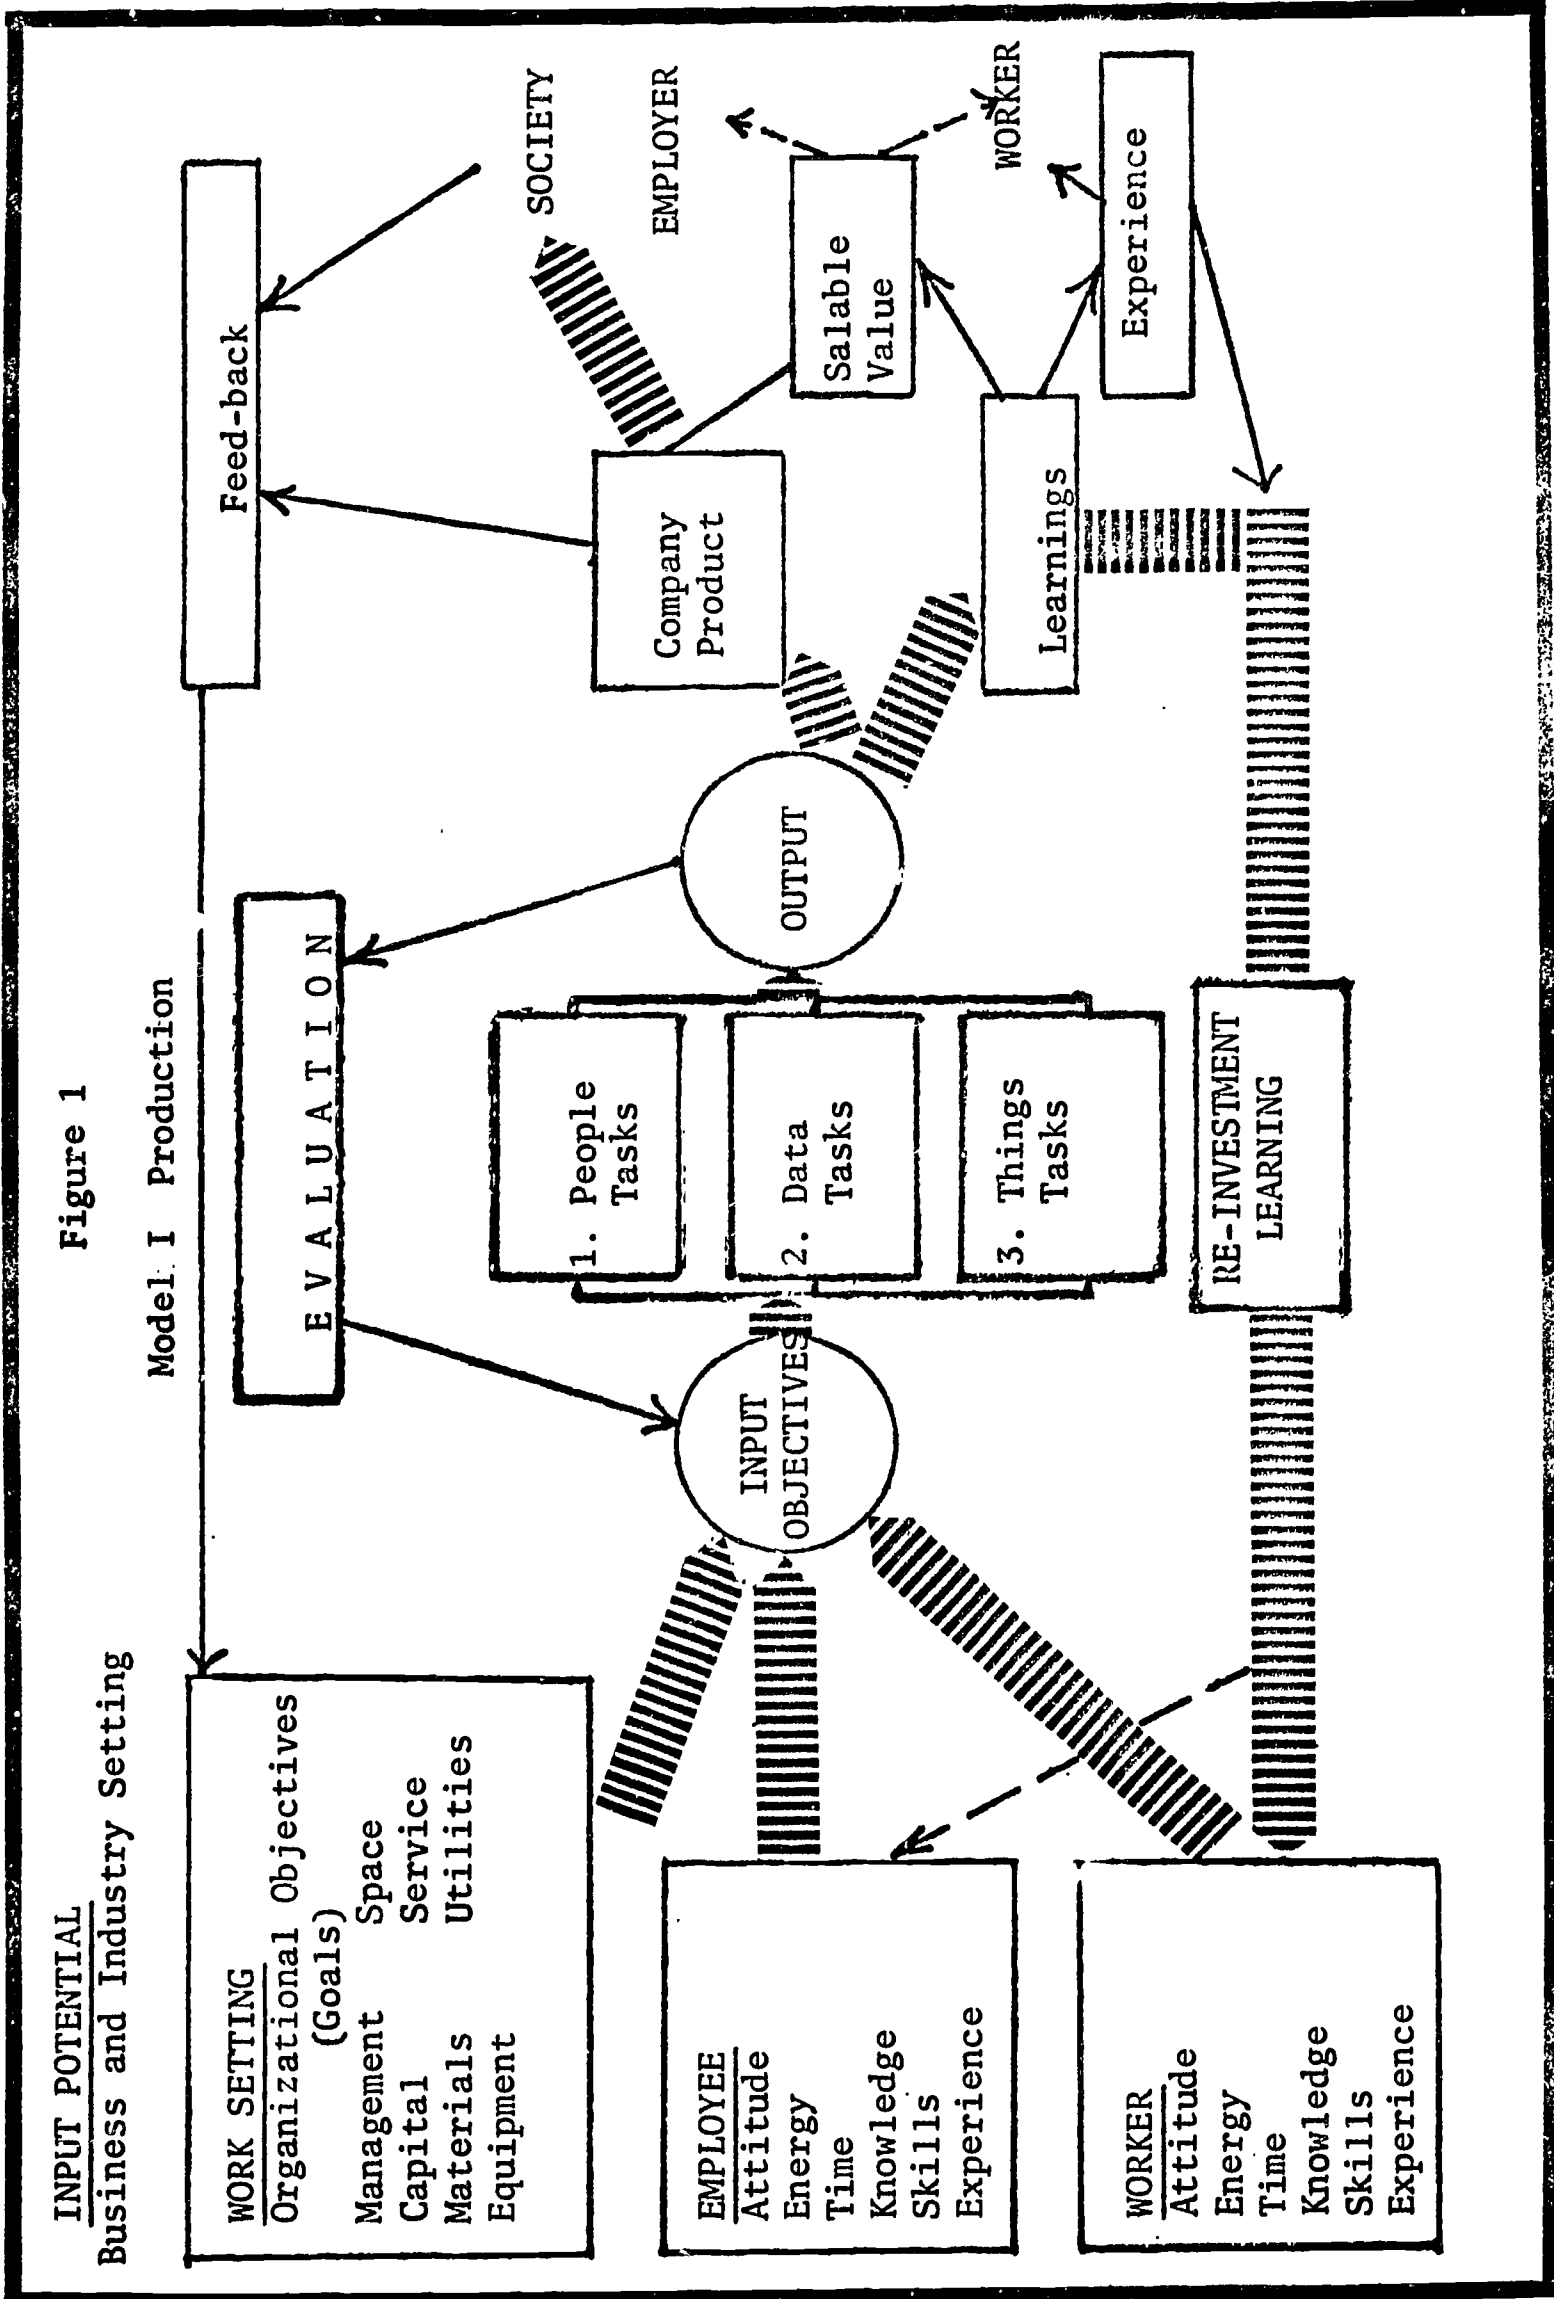 Figure 1
Model I Production
INPUT POTENTIAL
Business and Industry Setting
WORK SETTING
Organizational Objectives
(Goals)
Management Space
Capital Service
Materials Utilities
Equipment
EMPLOYEE
Attitude
Energy
Time
Knowledge
Skills
Experience
WORKER
Attitude
Energy
Time
Knowledge
Skills
Experience
INPUT
OBJECTIVES
EVALUATION
1. People
Tasks
2. Data
Tasks
3. Things
Tasks
RE-INVESTMENT
LEARNING
OUTPUT
Feed-back
Company
Product
Learnings
Salable
Value
Experience
SOCIETY
EMPLOYER
WORKER